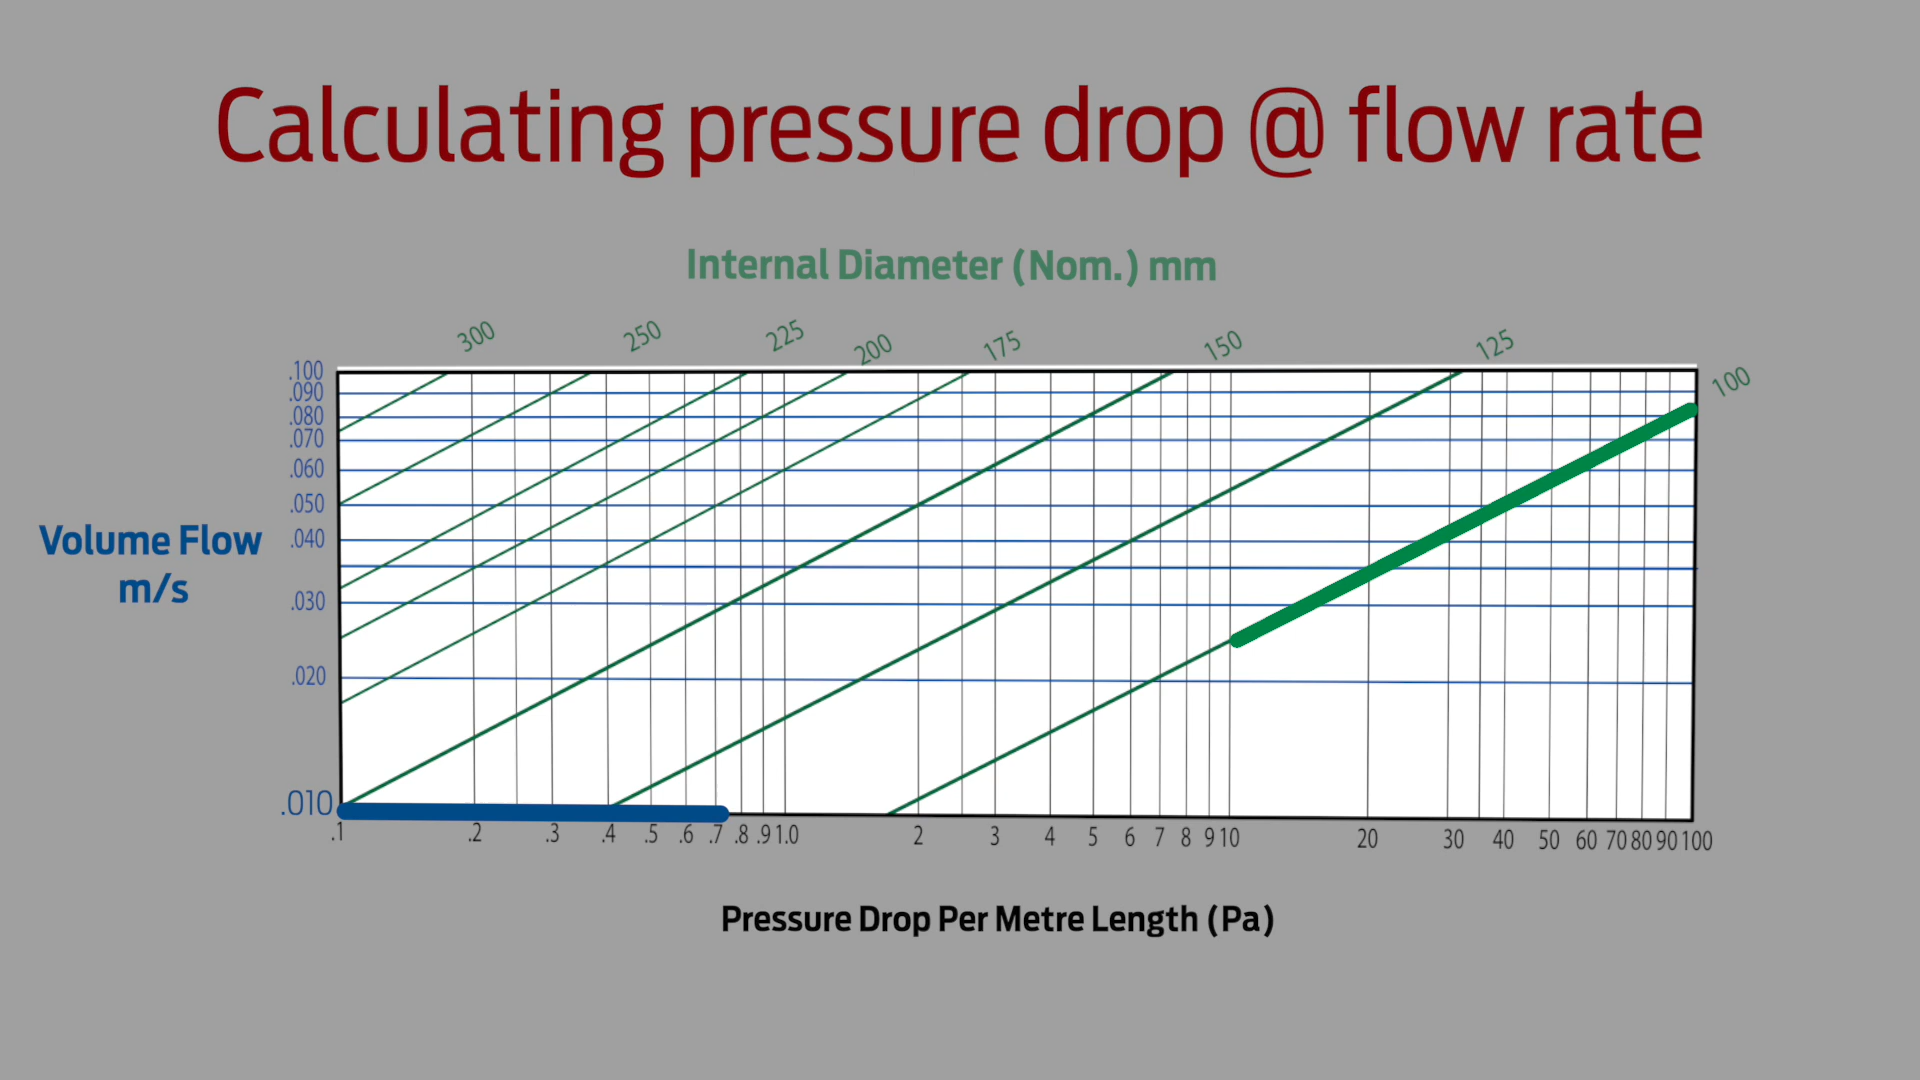 Calculating pressure drop @ flow rate
Internal Diameter (Nom.) mm
300 250 225 200 175 150 125 100
.100
.090
.080
.070
.060
.050
Volume Flow
m/s
.040
.030
.020
.010
.1 .2 .3 .4 .5 .6 .7 .8 .9 1.0 2 3 4 5 6 7 8 9 10 20 30 40 50 60 70 80 90 100
Pressure Drop Per Metre Length (Pa)